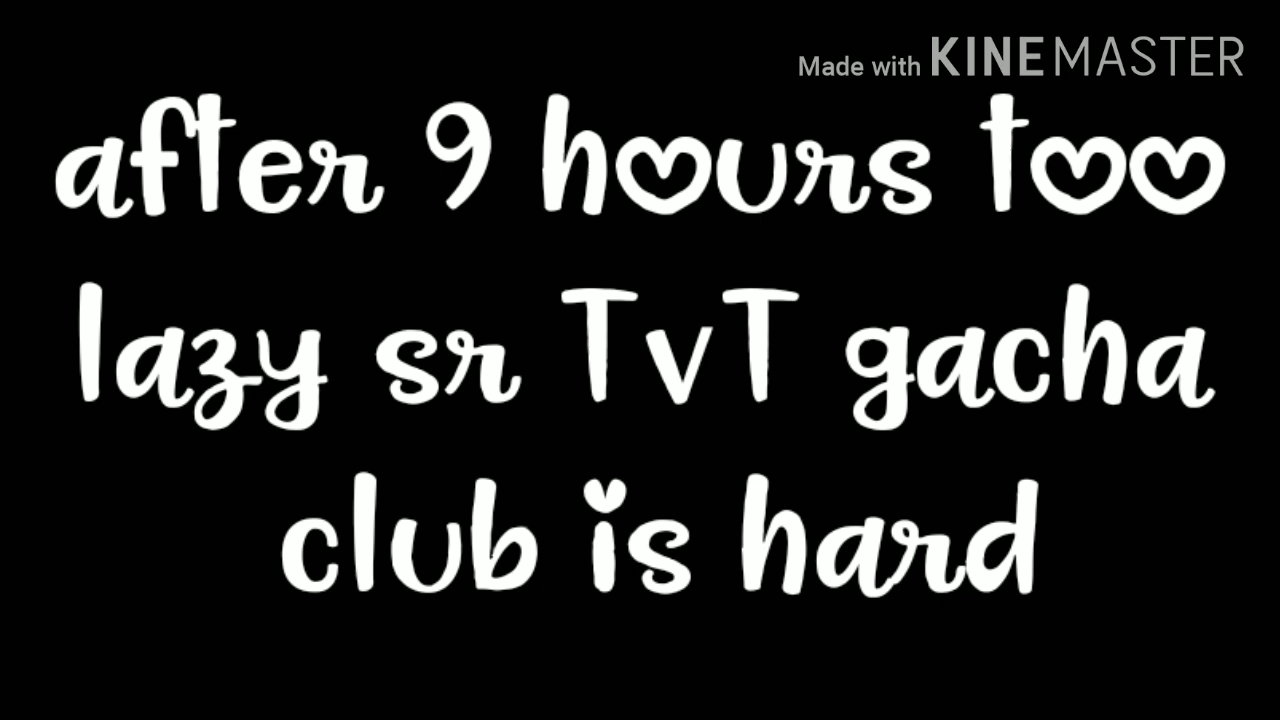 Made with KINEMASTER
after 9 hours too
lazy sr TvT gacha
club is hard